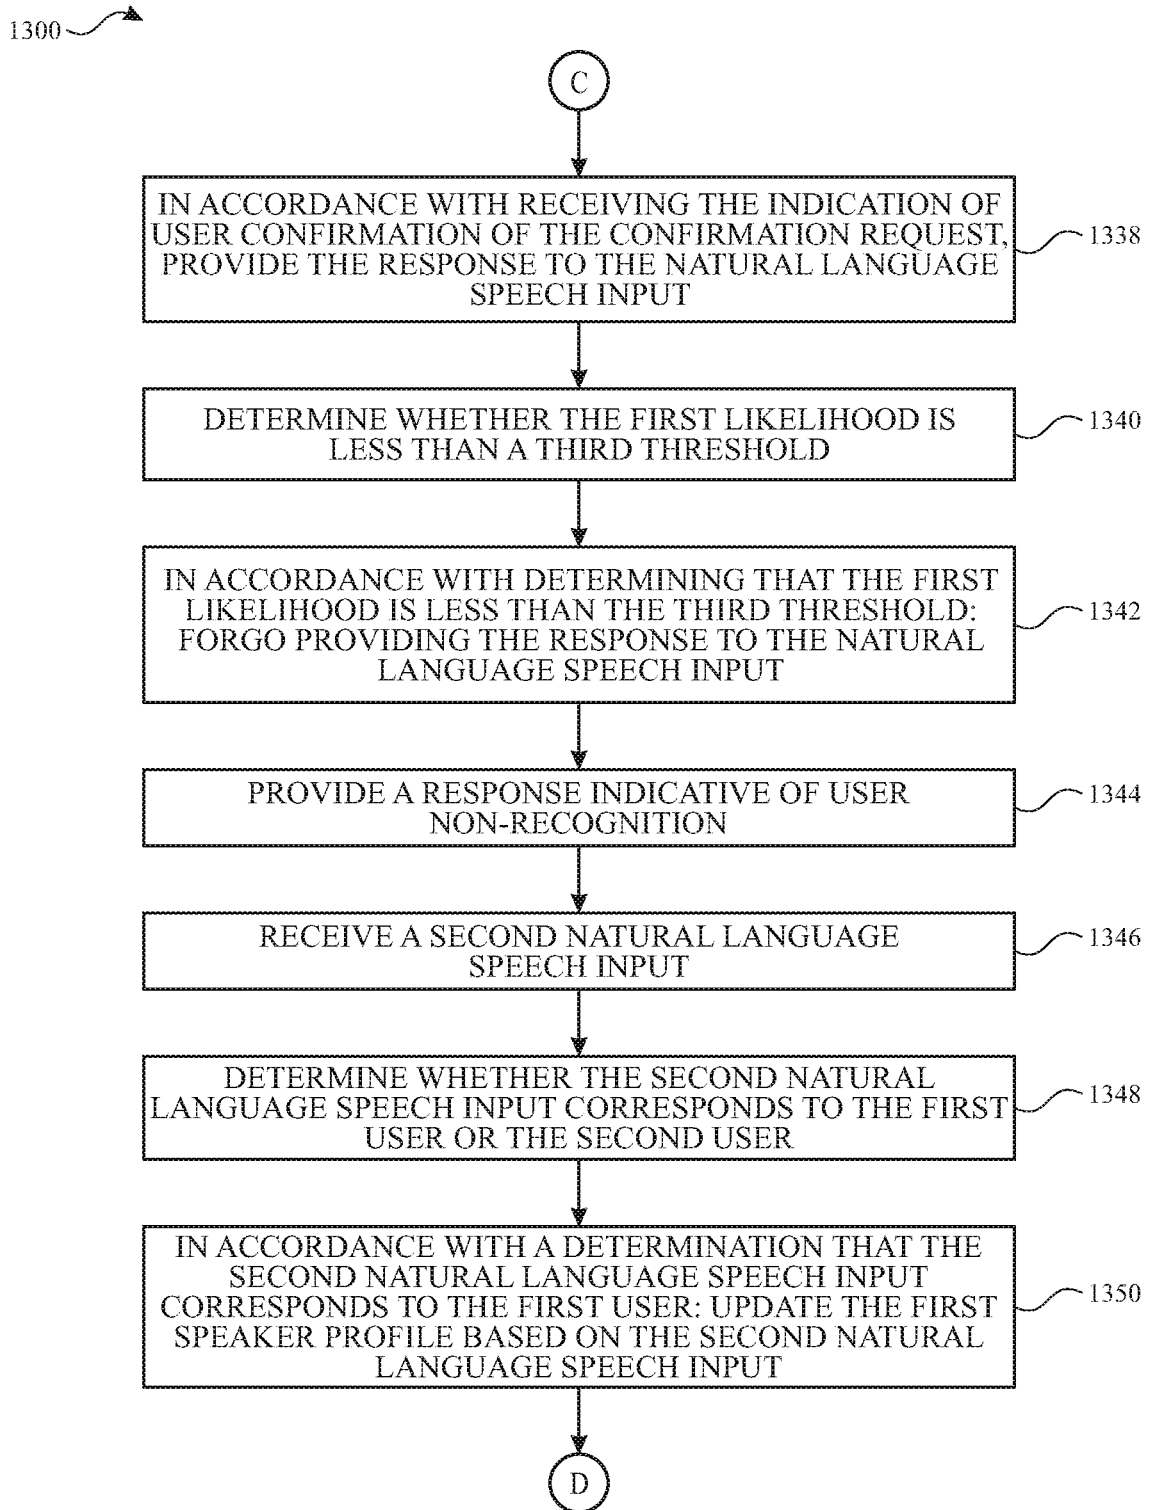 1300
C
IN ACCORDANCE WITH RECEIVING THE INDICATION OF
USER CONFIRMATION OF THE CONFIRMATION REQUEST,
PROVIDE THE RESPONSE TO THE NATURAL LANGUAGE
SPEECH INPUT
1338
DETERMINE WHETHER THE FIRST LIKELIHOOD IS
LESS THAN A THIRD THRESHOLD
1340
IN ACCORDANCE WITH DETERMINING THAT THE FIRST
LIKELIHOOD IS LESS THAN THE THIRD THRESHOLD:
FORGO PROVIDING THE RESPONSE TO THE NATURAL
LANGUAGE SPEECH INPUT
1342
PROVIDE A RESPONSE INDICATIVE OF USER
NON-RECOGNITION
1344
RECEIVE A SECOND NATURAL LANGUAGE
SPEECH INPUT
1346
DETERMINE WHETHER THE SECOND NATURAL
LANGUAGE SPEECH INPUT CORRESPONDS TO THE FIRST
USER OR THE SECOND USER
1348
IN ACCORDANCE WITH A DETERMINATION THAT THE
SECOND NATURAL LANGUAGE SPEECH INPUT
CORRESPONDS TO THE FIRST USER: UPDATE THE FIRST
SPEAKER PROFILE BASED ON THE SECOND NATURAL
LANGUAGE SPEECH INPUT
1350
D